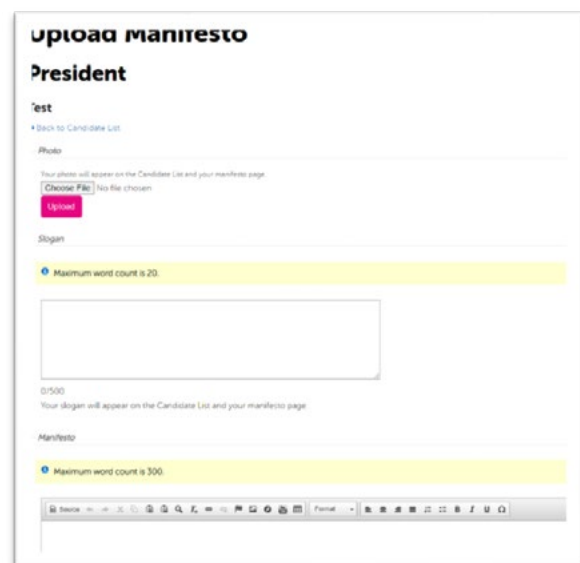 Upload Manifesto
President
Test
Back to Candidate List
Photo
Your photo will appear on the Candidate List and your manifesto page.
Choose File No file chosen
Upload
Slogan
Maximum word count is 20.
0/500
Your slogan will appear on the Candidate List and your manifesto page
Manifesto
Maximum word count is 300.
Source
Format
B I U Ω